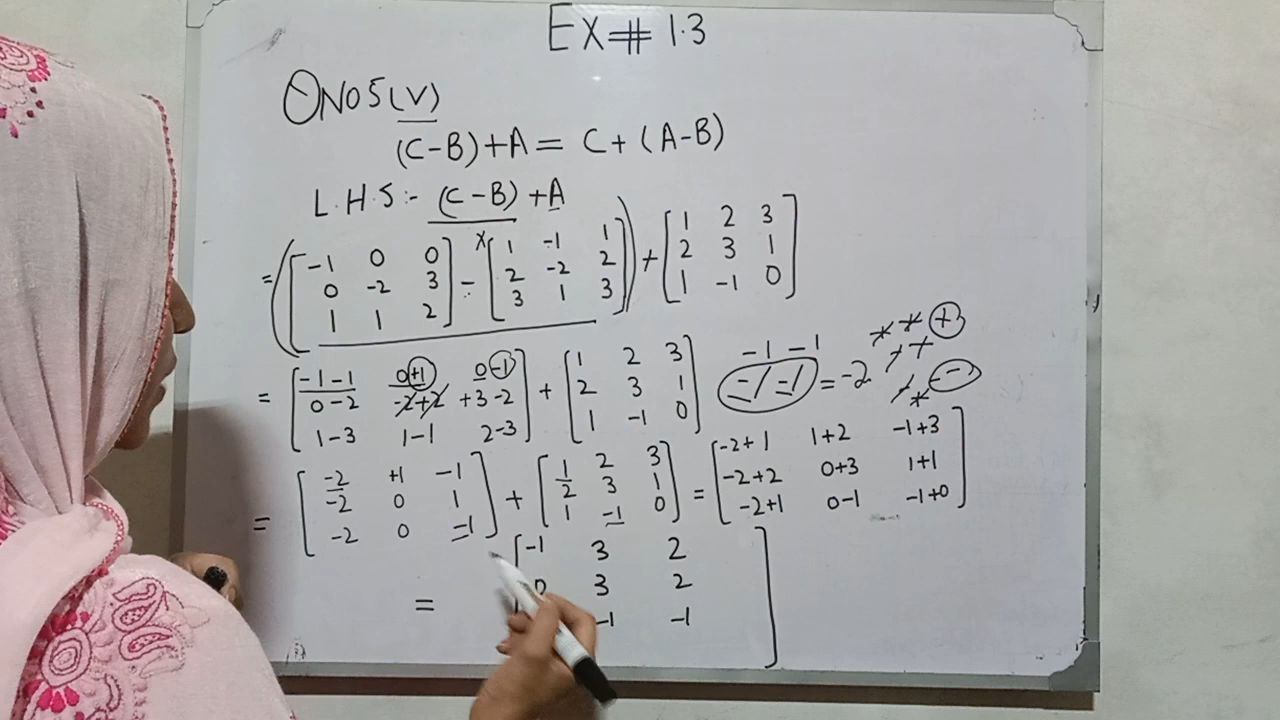 EX# 1.3
QNO5(V)
(C-B)+A = C+(A-B)
L.H.S:- (C-B)+A
= ([-1 0 0] - [1 -1 1]) + [1 2 3]
0 -2 3 2 -2 2 2 3 1
1 1 2 3 1 3 1 -1 0
= [-1-1 0+1 0-1] + [1 2 3]
0-2 -2+2 +3-2 2 3 1
1-3 1-1 2-3 1 -1 0
-1-1
-1-1 = -2
+
-
= [-2 +1 -1] + [1 2 3] = [-2+1 1+2 -1+3]
-2 0 1 2 3 1 -2+2 0+3 1+1
-2 0 -1 1 -1 0 -2+1 0-1 -1+0
= [-1 3 2]
0 3 2
-1 -1